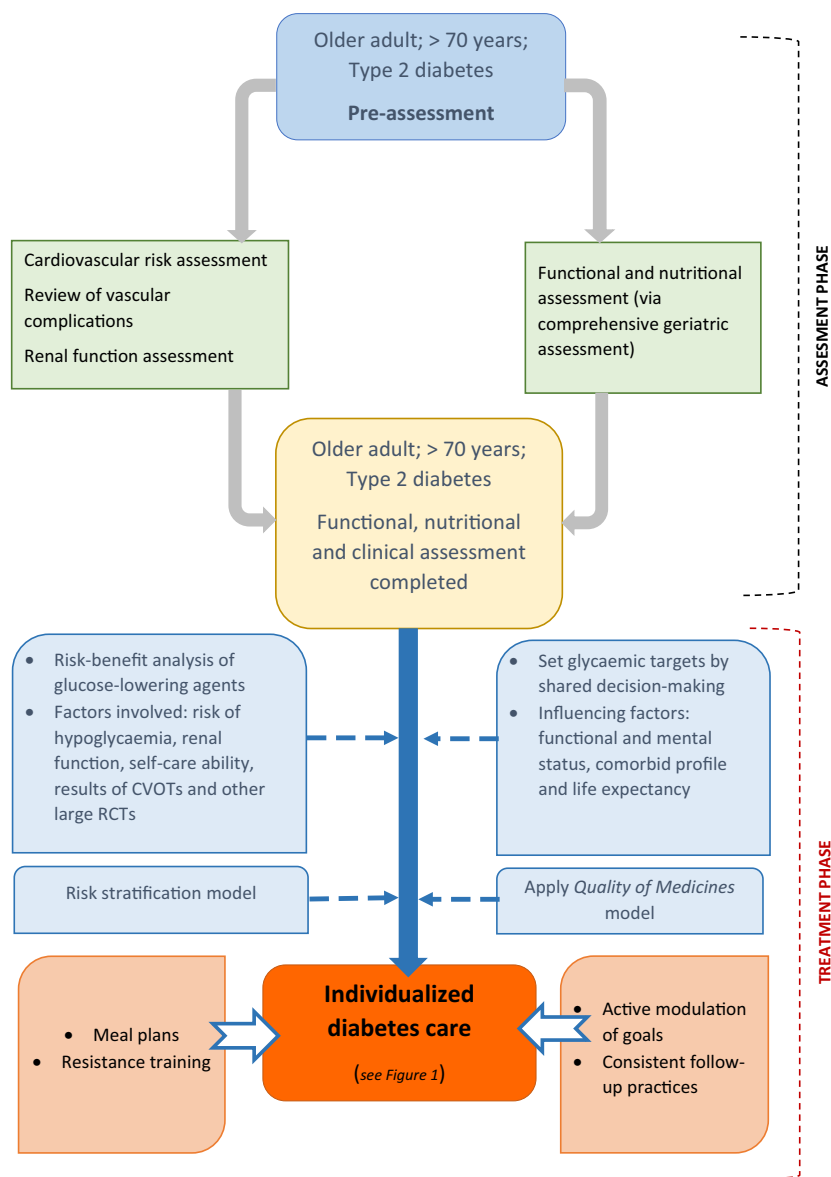 Older adult; > 70 years;
Type 2 diabetes
Pre-assessment
Cardiovascular risk assessment
Review of vascular
complications
Renal function assessment
Functional and nutritional
assessment (via
comprehensive geriatric
assessment)
ASSESMENT PHASE
Older adult; > 70 years;
Type 2 diabetes
Functional, nutritional
and clinical assessment
completed
• Risk-benefit analysis of
glucose-lowering agents
• Factors involved: risk of
hypoglycaemia, renal
function, self-care ability,
results of CVOTs and other
large RCTs
• Set glycaemic targets by
shared decision-making
• Influencing factors:
functional and mental
status, comorbid profile
and life expectancy
Risk stratification model
Apply Quality of Medicines
model
TREATMENT PHASE
• Meal plans
• Resistance training
Individualized
diabetes care
(see Figure 1)
• Active modulation
of goals
• Consistent follow-
up practices